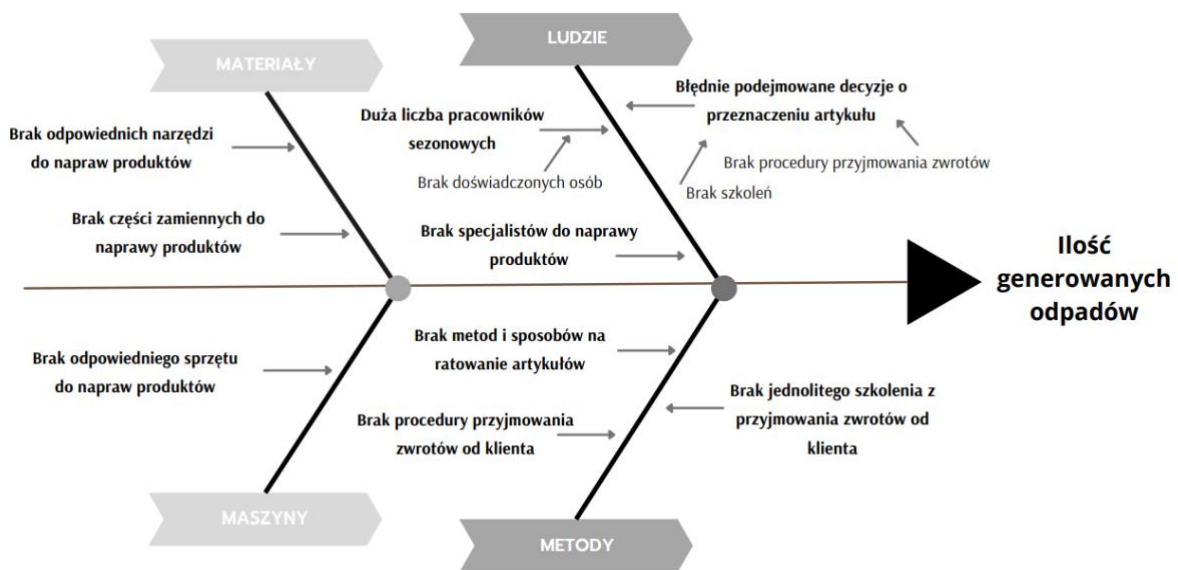 MATERIAŁY
LUDZIE
Brak odpowiednich narzędzi
do napraw produktów
Brak części zamiennych do
naprawy produktów
Duża liczba pracowników
sezonowych
Brak doświadczonych osób
Błędnie podejmowane decyzje o
przeznaczeniu artykułu
Brak procedury przyjmowania zwrotów
Brak szkoleń
Brak specjalistów do naprawy
produktów
Ilość
generowanych
odpadów
Brak odpowiedniego sprzętu
do napraw produktów
Brak metod i sposobów na
ratowanie artykułów
Brak procedury przyjmowania
zwrotów od klienta
Brak jednolitego szkolenia z
przyjmowania zwrotów od
klienta
MASZYNY
METODY